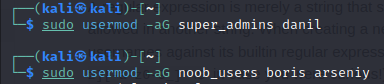 ┌──(kali㉿kali)-[~]
└─$ sudo usermod -aG super_admins danil
┌──(kali㉿kali)-[~]
└─$ sudo usermod -aG noob_users boris arseniy